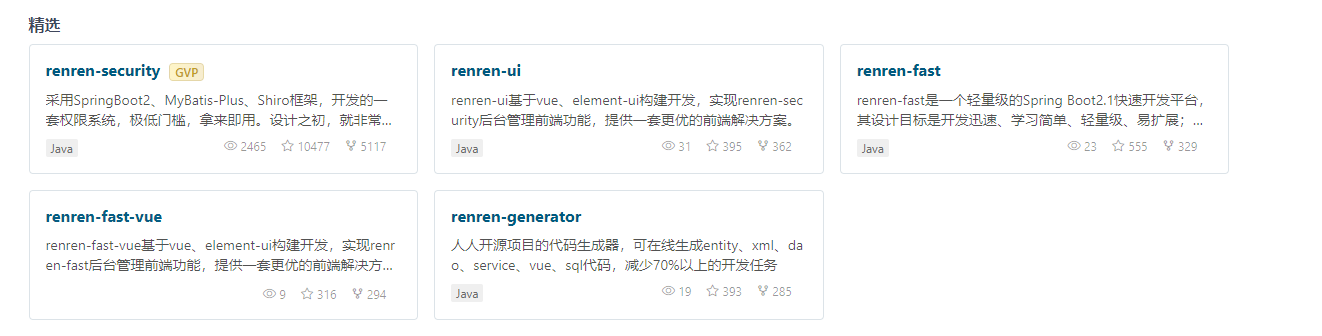 精选
renren-security GVP
采用SpringBoot2、MyBatis-Plus、Shiro框架，开发的一
套权限系统，极低门槛，拿来即用。设计之初，就非常...
Java 2465 10477 5117
renren-ui
renren-ui基于vue、element-ui构建开发，实现renren-sec
urity后台管理前端功能，提供一套更优的前端解决方案。
Java 31 395 362
renren-fast
renren-fast是一个轻量级的Spring Boot2.1快速开发平台，
其设计目标是开发迅速、学习简单、轻量级、易扩展；...
Java 23 555 329
renren-fast-vue
renren-fast-vue基于vue、element-ui构建开发，实现renr
en-fast后台管理前端功能，提供一套更优的前端解决方...
9 316 294
renren-generator
人人开源项目的代码生成器，可在线生成entity、xml、da
o、service、vue、sql代码，减少70%以上的开发任务
Java 19 393 285